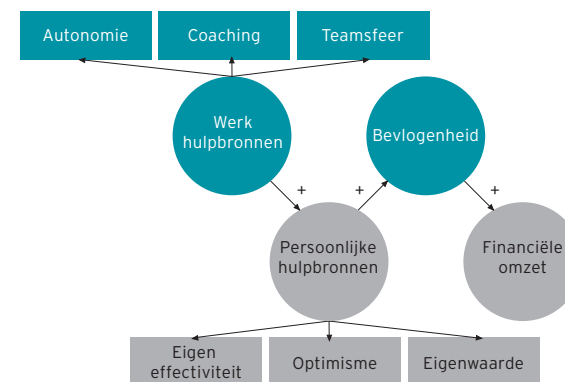 Autonomie
Coaching
Teamsfeer
Werk
hulpbronnen
Bevlogenheid
+
+
+
Persoonlijke
hulpbronnen
Financiële
omzet
Eigen
effectiviteit
Optimisme
Eigenwaarde